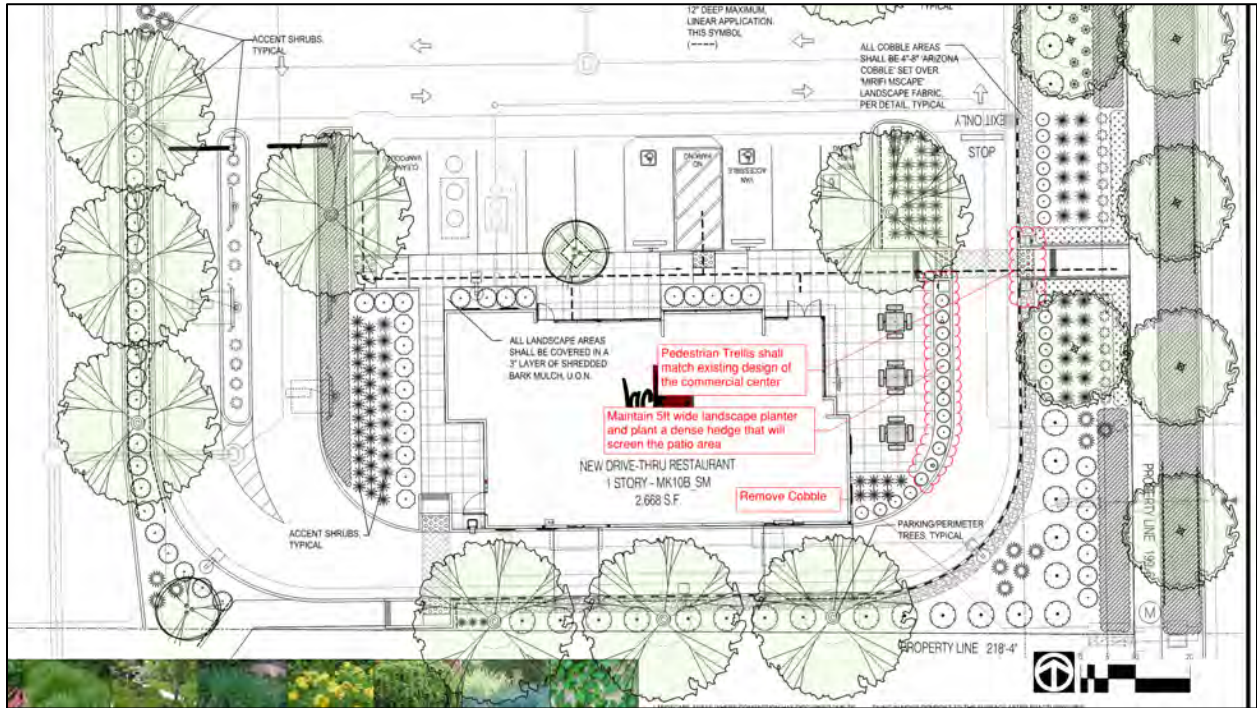 12" DEEP MAXIMUM,
LINEAR APPLICATION.
THIS SYMBOL
(----)
TYPICAL
ACCENT SHRUBS,
TYPICAL
ALL COBBLE AREAS
SHALL BE 4"-8" 'ARIZONA
COBBLE' SET OVER
'MIRIFI MSCAPE'
LANDSCAPE FABRIC,
PER DETAIL, TYPICAL
EXIT ONLY
STOP
NO
PARKING
VAN
ACCESSIBLE
ALL LANDSCAPE AREAS
SHALL BE COVERED IN A
3" LAYER OF SHREDDED
BARK MULCH, U.O.N.
Pedestrian Trellis shall
match existing design of
the commercial center
Maintain 5ft wide landscape planter
and plant a dense hedge that will
screen the patio area
NEW DRIVE-THRU RESTAURANT
1 STORY - MK10B_SM
2,668 S.F.
Remove Cobble
ACCENT SHRUBS,
TYPICAL
PARKING/PERIMETER
TREES, TYPICAL
PROPERTY LINE
M
PROPERTY LINE 218'-4"